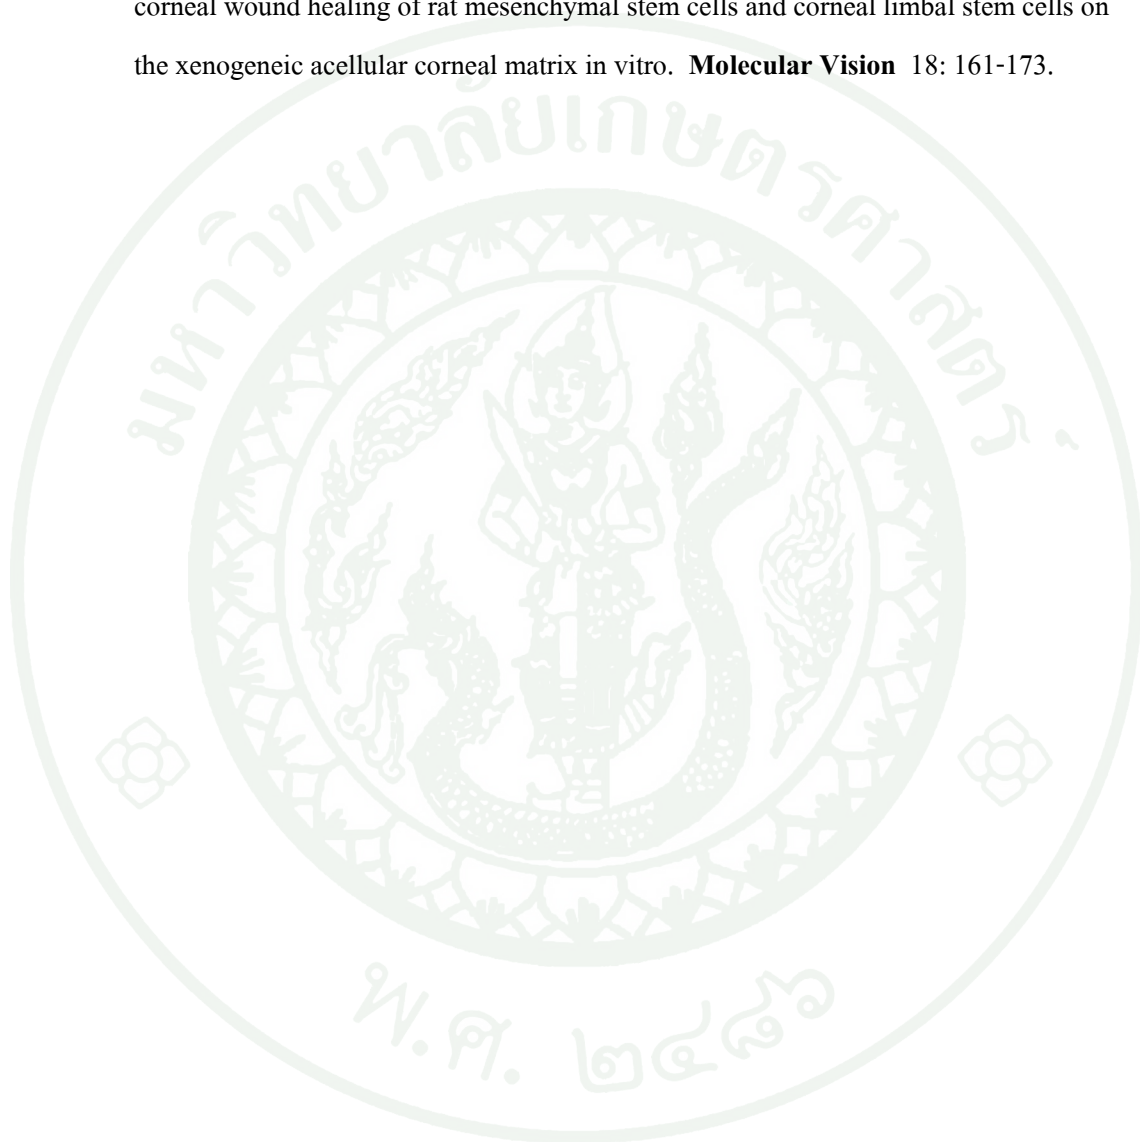 corneal wound healing of rat mesenchymal stem cells and corneal limbal stem cells on
the xenogeneic acellular corneal matrix in vitro.  Molecular Vision  18: 161-173.
มหาวิทยาลัยเกษตรศาสตร์
พ.ศ. ๒๔๘๖